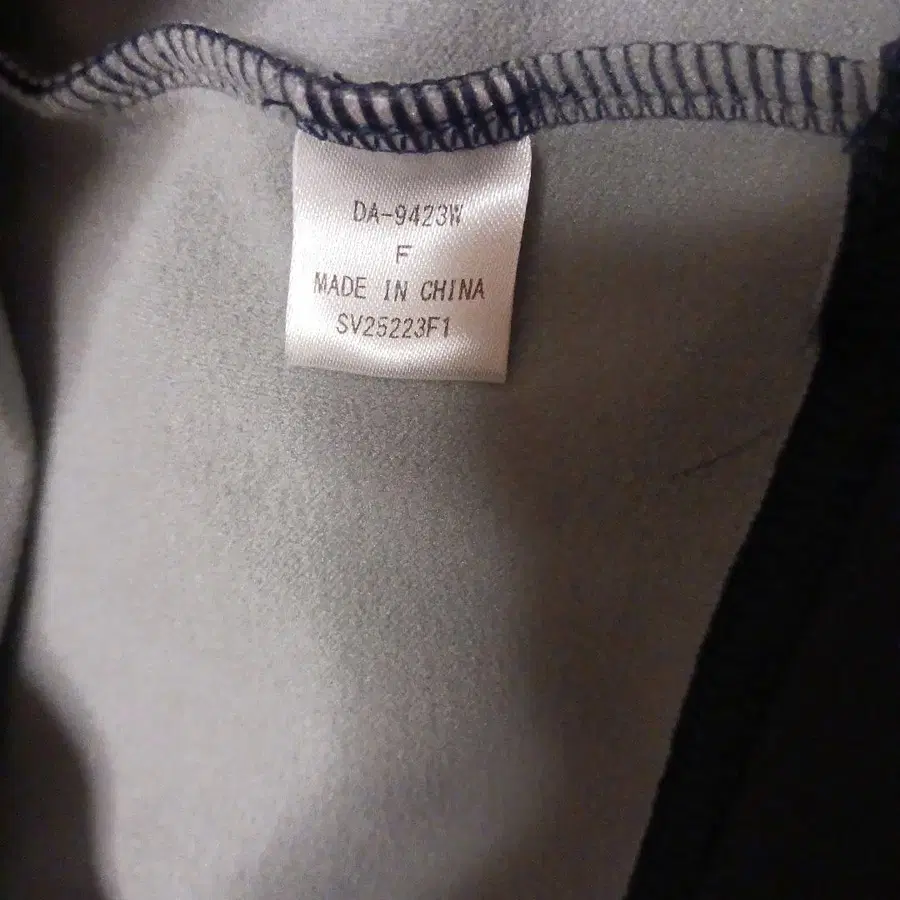 DA-9423W
F
MADE IN CHINA
SV25223F1